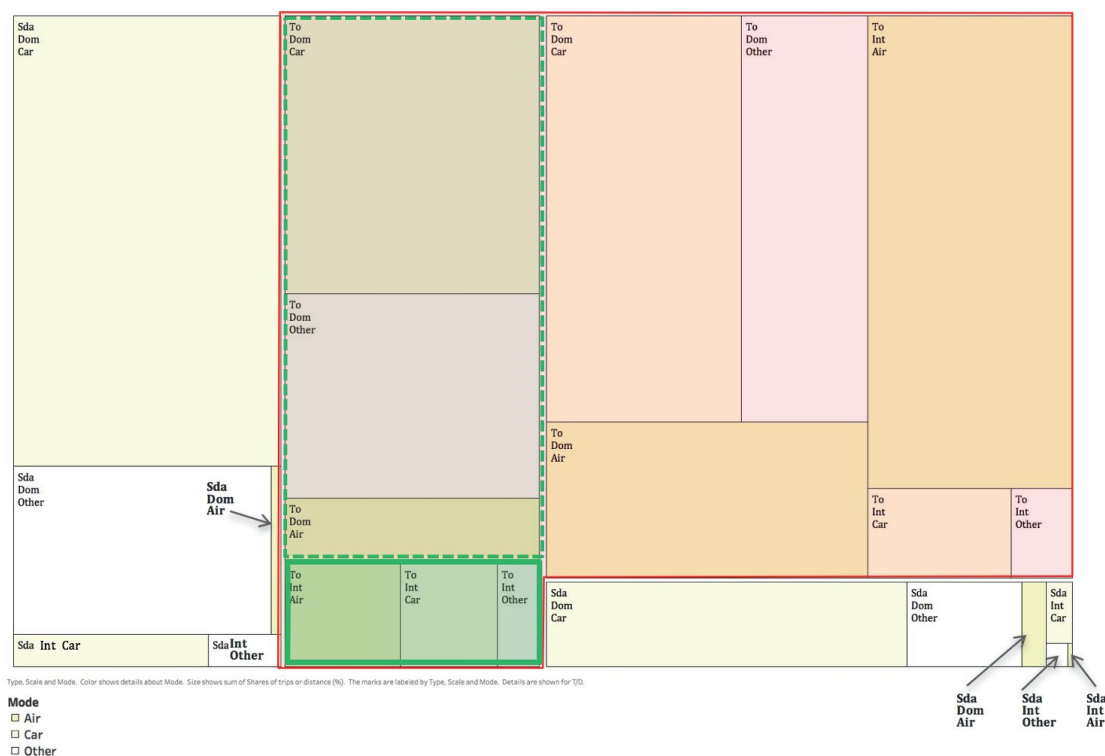 Sda
Dom
Car
To
Dom
Car
To
Dom
Car
To
Dom
Other
To
Int
Air
To
Dom
Other
To
Dom
Air
Sda
Dom
Other
Sda
Dom
Air
To
Dom
Air
To
Int
Car
To
Int
Other
To
Int
Air
To
Int
Car
To
Int
Other
Sda
Dom
Car
Sda
Dom
Other
Sda
Int
Car
Sda Int Car
Sda Int
Other
Type, Scale and Mode. Color shows details about Mode. Size shows sum of Shares of trips or distance (%). The marks are labeled by Type, Scale and Mode. Details are shown for T/D.
Sda
Dom
Air
Sda
Int
Other
Sda
Int
Air
Mode
Air
Car
Other